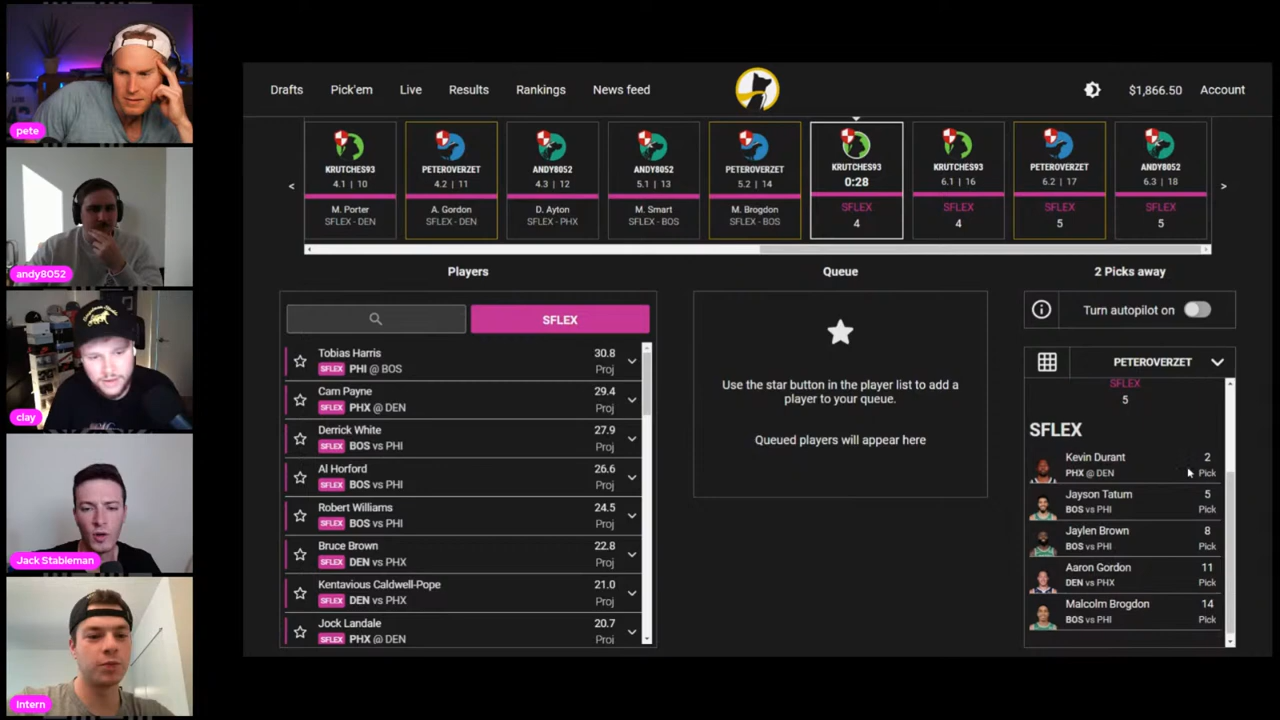 pete
andy8052
clay
Jack Stableman
Intern
Drafts Pick'em Live Results Rankings News feed $1,866.50 Account
< KRUTCHES93 PETEROVERZET ANDY8052 ANDY8052 PETEROVERZET KRUTCHES93 KRUTCHES93 PETEROVERZET ANDY8052 >
4.1 | 10 4.2 | 11 4.3 | 12 5.1 | 13 5.2 | 14 0:28 6.1 | 16 6.2 | 17 6.3 | 18
M. Porter A. Gordon D. Ayton M. Smart M. Brogdon SFLEX SFLEX SFLEX SFLEX
SFLEX - DEN SFLEX - DEN SFLEX - PHX SFLEX - BOS SFLEX - BOS 4 4 5 5
Players
SFLEX
Tobias Harris 30.8
SFLEX PHI @ BOS Proj
Cam Payne 29.4
SFLEX PHX @ DEN Proj
Derrick White 27.9
SFLEX BOS vs PHI Proj
Al Horford 26.6
SFLEX BOS vs PHI Proj
Robert Williams 24.5
SFLEX BOS vs PHI Proj
Bruce Brown 22.8
SFLEX DEN vs PHX Proj
Kentavious Caldwell-Pope 21.0
SFLEX DEN vs PHX Proj
Jock Landale 20.7
SFLEX PHX @ DEN Proj
Queue
Use the star button in the player list to add a
player to your queue.
Queued players will appear here
2 Picks away
Turn autopilot on
PETEROVERZET
SFLEX
5
SFLEX
Kevin Durant 2
PHX @ DEN Pick
Jayson Tatum 5
BOS vs PHI Pick
Jaylen Brown 8
BOS vs PHI Pick
Aaron Gordon 11
DEN vs PHX Pick
Malcolm Brogdon 14
BOS vs PHI Pick